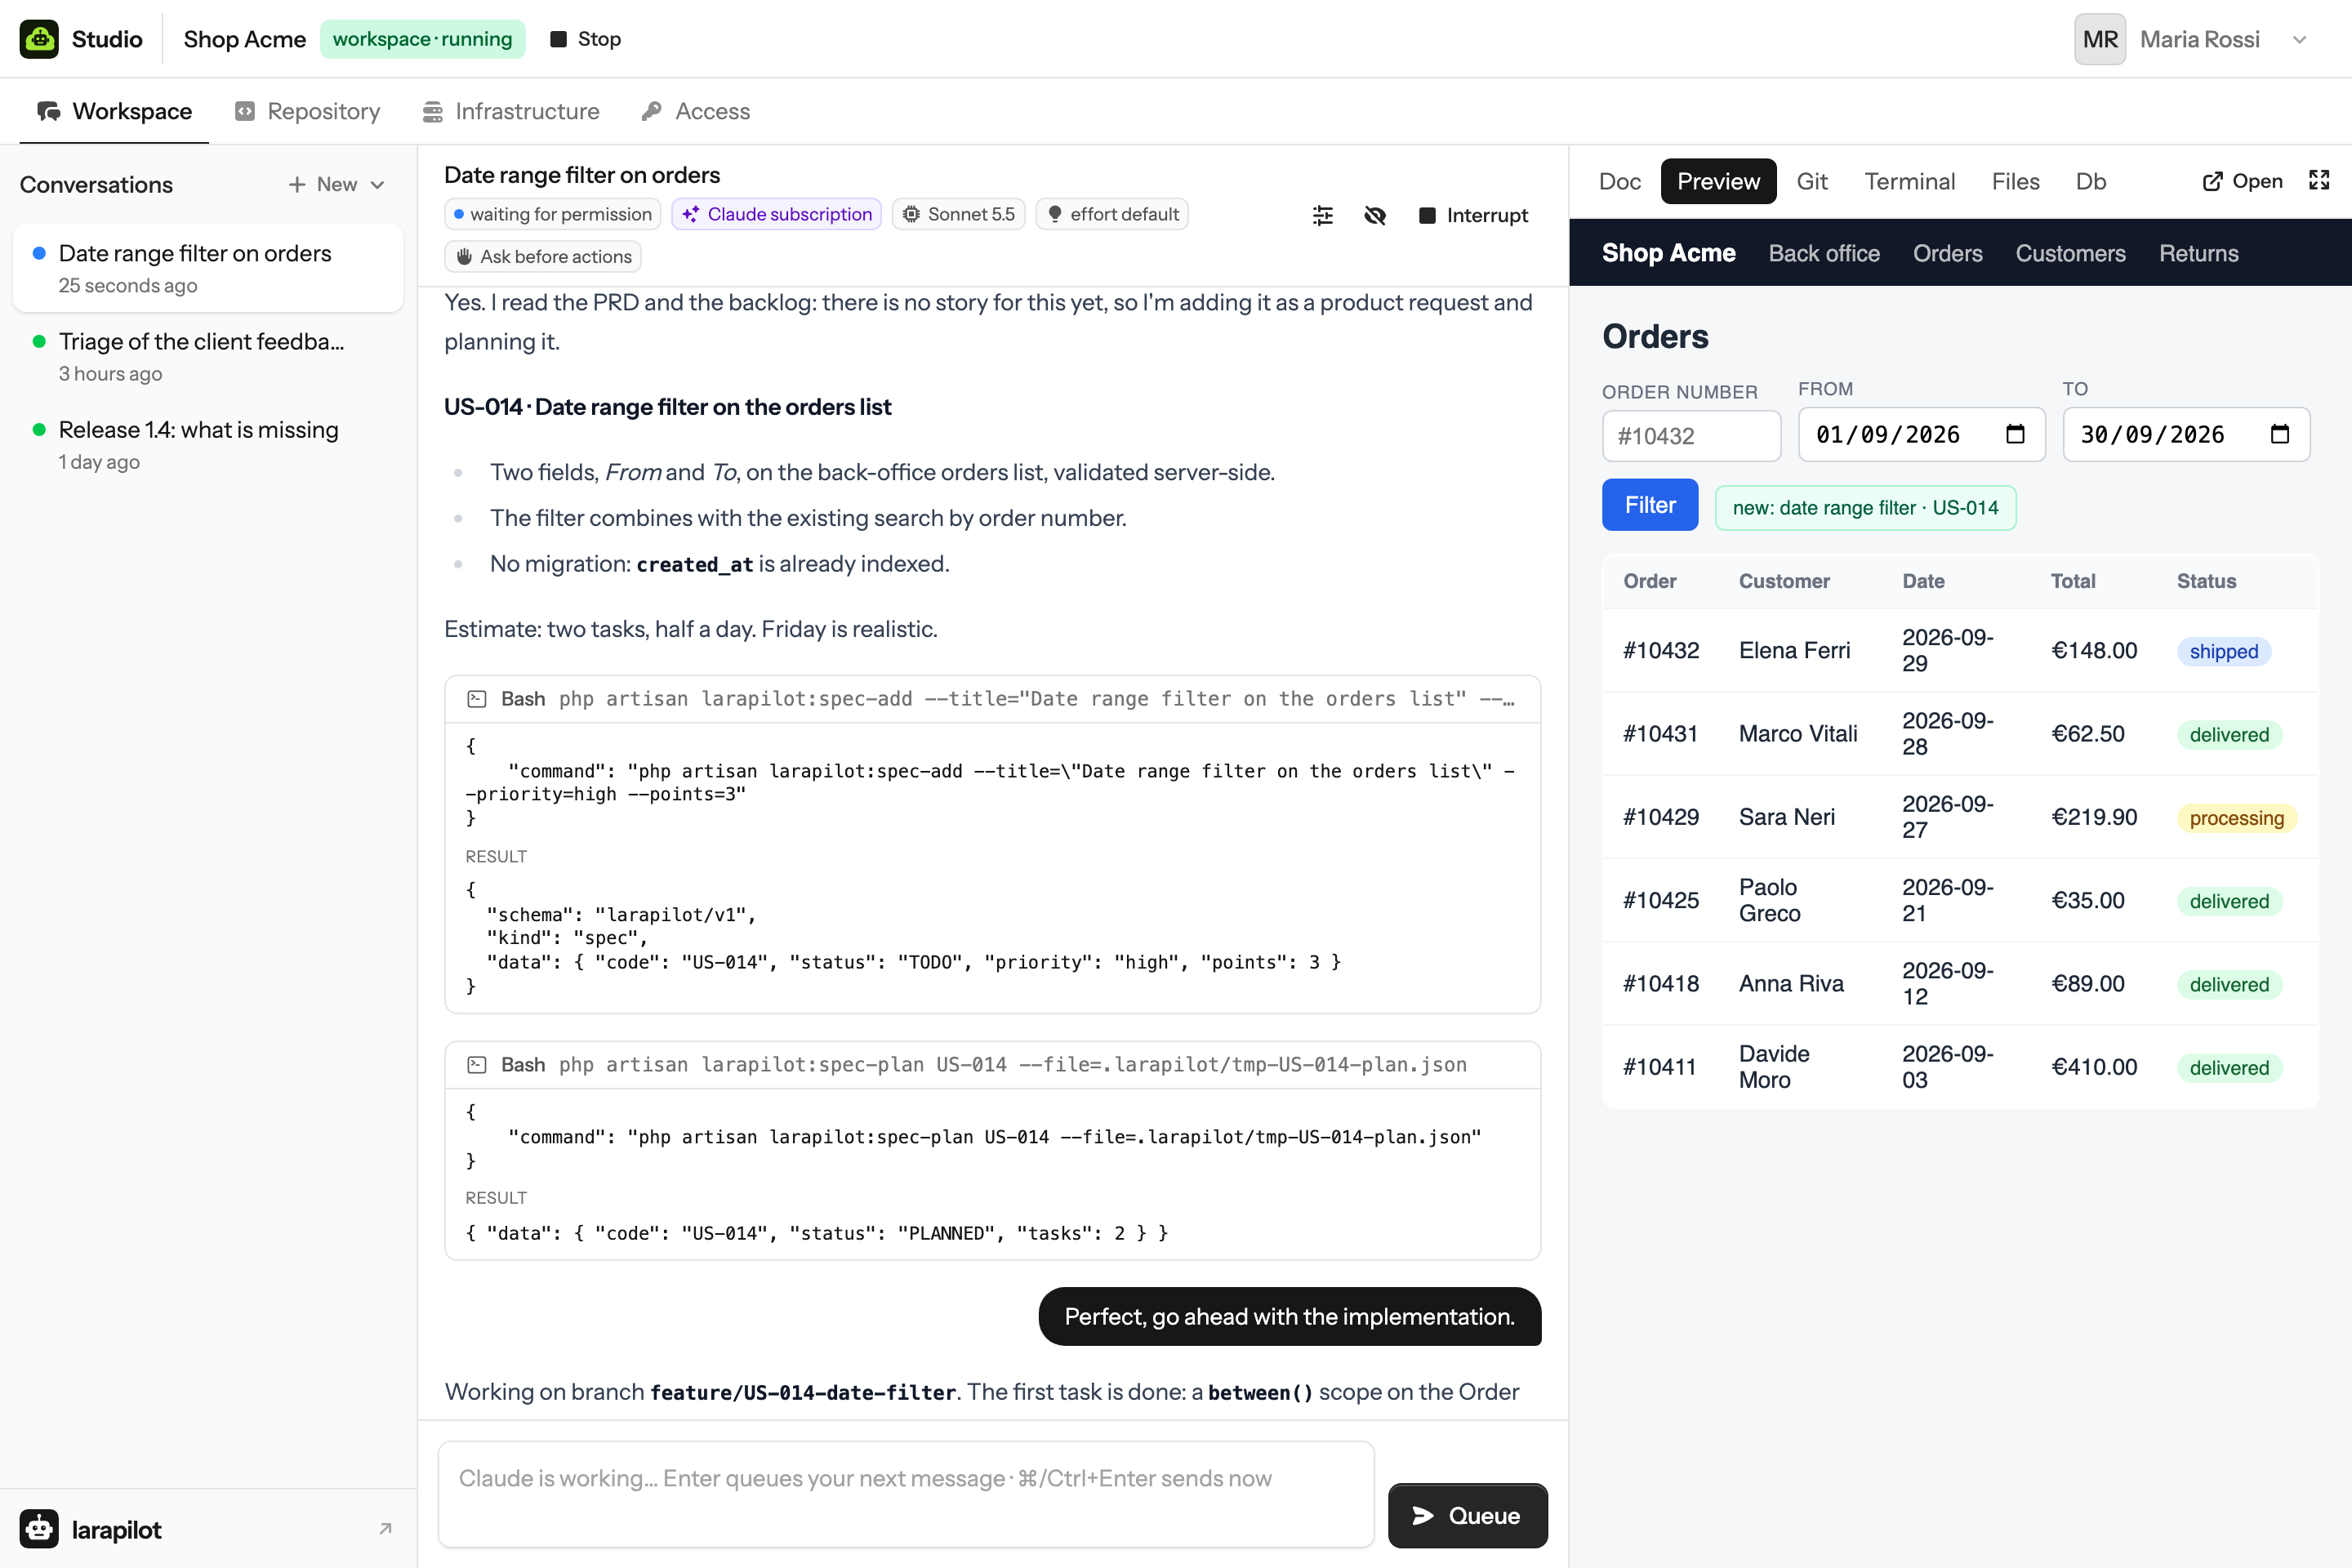 Studio
Shop Acme
workspace·running
Stop
MR
Maria Rossi
Workspace
Repository
Infrastructure
Access
Conversations
New
Date range filter on orders
25 seconds ago
Triage of the client feedba...
3 hours ago
Release 1.4: what is missing
1 day ago
larapilot
Date range filter on orders
waiting for permission
Claude subscription
Sonnet 5.5
effort default
Ask before actions
Interrupt
Yes. I read the PRD and the backlog: there is no story for this yet, so I'm adding it as a product request and
planning it.
US-014 · Date range filter on the orders list
Two fields, From and To, on the back-office orders list, validated server-side.
The filter combines with the existing search by order number.
No migration: created_at is already indexed.
Estimate: two tasks, half a day. Friday is realistic.
Bash php artisan larapilot:spec-add --title="Date range filter on the orders list" --…
{
"command": "php artisan larapilot:spec-add --title=\"Date range filter on the orders list\" -
-priority=high --points=3"
}
RESULT
{
"schema": "larapilot/v1",
"kind": "spec",
"data": { "code": "US-014", "status": "TODO", "priority": "high", "points": 3 }
}
Bash php artisan larapilot:spec-plan US-014 --file=.larapilot/tmp-US-014-plan.json
{
"command": "php artisan larapilot:spec-plan US-014 --file=.larapilot/tmp-US-014-plan.json"
}
RESULT
{ "data": { "code": "US-014", "status": "PLANNED", "tasks": 2 } }
Perfect, go ahead with the implementation.
Working on branch feature/US-014-date-filter. The first task is done: a between() scope on the Order
Claude is working... Enter queues your next message · ⌘/Ctrl+Enter sends now
Queue
Doc
Preview
Git
Terminal
Files
Db
Open
Shop Acme
Back office
Orders
Customers
Returns
Orders
ORDER NUMBER
FROM
TO
#10432
01/09/2026
30/09/2026
Filter
new: date range filter · US-014
Order Customer Date Total Status
#10432 Elena Ferri 2026-09-
29 €148.00 shipped
#10431 Marco Vitali 2026-09-
28 €62.50 delivered
#10429 Sara Neri 2026-09-
27 €219.90 processing
#10425 Paolo
Greco 2026-09-
21 €35.00 delivered
#10418 Anna Riva 2026-09-
12 €89.00 delivered
#10411 Davide
Moro 2026-09-
03 €410.00 delivered